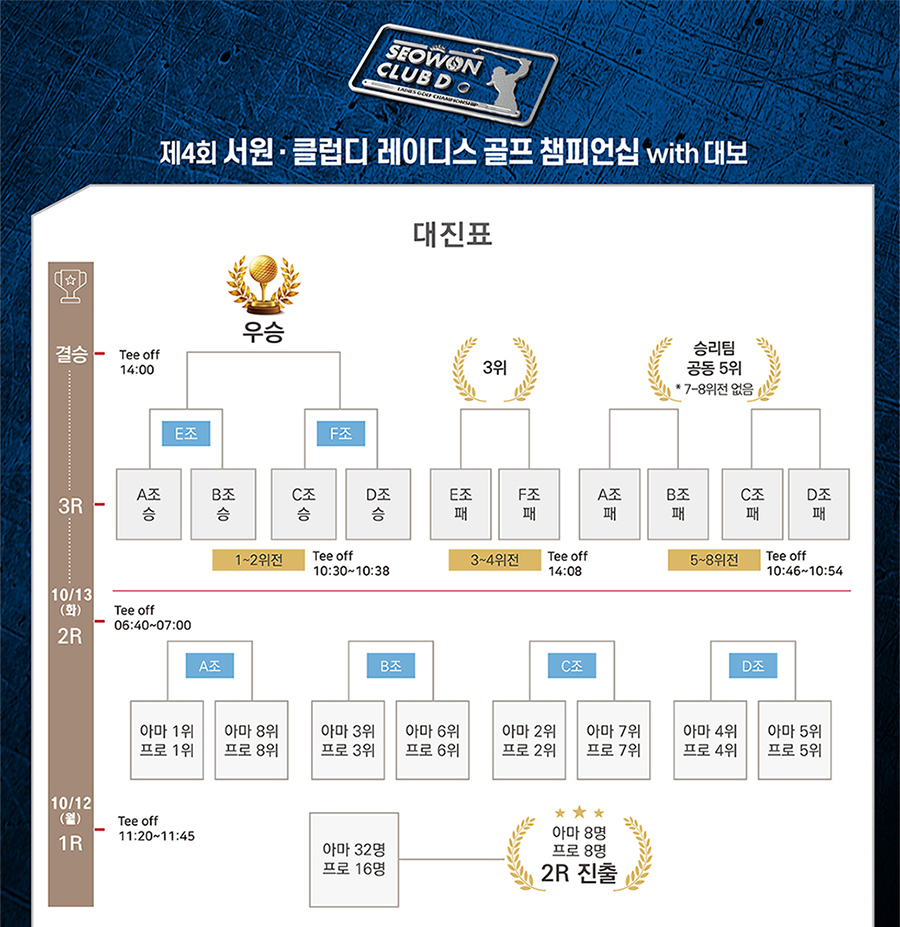 SEOWON
CLUB D
LADIES GOLF CHAMPIONSHIP
제4회 서원 · 클럽디 레이디스 골프 챔피언십 with 대보
대진표
우승
결승
Tee off
14:00
3위
승리팀
공동 5위
* 7~8위전 없음
E조
F조
3R
A조
승
B조
승
C조
승
D조
승
E조
패
F조
패
A조
패
B조
패
C조
패
D조
패
1~2위전
Tee off
10:30~10:38
3~4위전
Tee off
14:08
5~8위전
Tee off
10:46~10:54
10/13
(화)
2R
Tee off
06:40~07:00
A조
B조
C조
D조
아마 1위
프로 1위
아마 8위
프로 8위
아마 3위
프로 3위
아마 6위
프로 6위
아마 2위
프로 2위
아마 7위
프로 7위
아마 4위
프로 4위
아마 5위
프로 5위
10/12
(월)
1R
Tee off
11:20~11:45
아마 32명
프로 16명
아마 8명
프로 8명
2R 진출